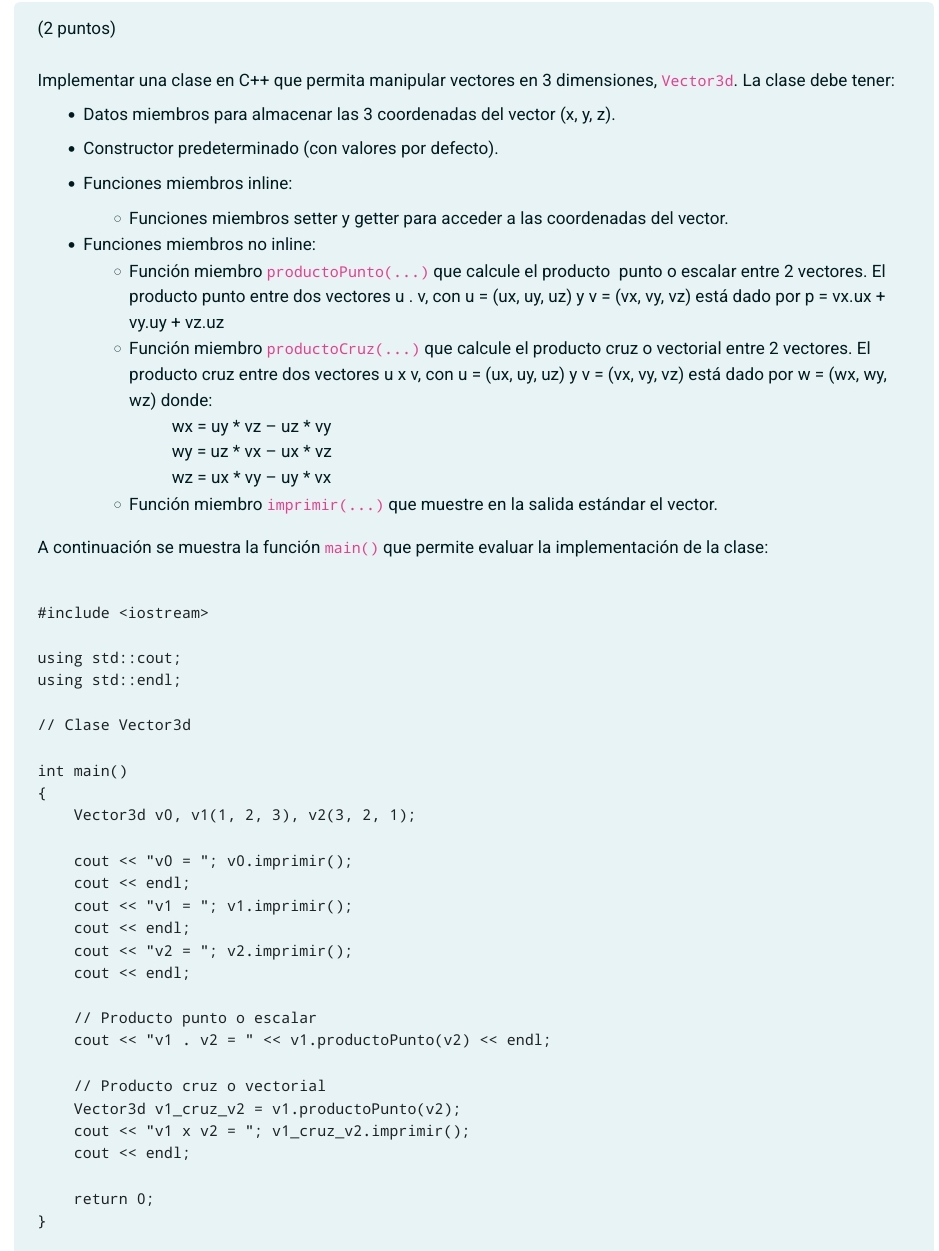 (2 puntos)
Implementar una clase en C++ que permita manipular vectores en 3 dimensiones, Vector3d. La clase debe tener:
• Datos miembros para almacenar las 3 coordenadas del vector (x, y, z).
• Constructor predeterminado (con valores por defecto).
• Funciones miembros inline:
○ Funciones miembros setter y getter para acceder a las coordenadas del vector.
• Funciones miembros no inline:
○ Función miembro productoPunto(...) que calcule el producto  punto o escalar entre 2 vectores. El
producto punto entre dos vectores u . v, con u = (ux, uy, uz) y v = (vx, vy, vz) está dado por p = vx.ux +
vy.uy + vz.uz
○ Función miembro productoCruz(...) que calcule el producto cruz o vectorial entre 2 vectores. El
producto cruz entre dos vectores u x v, con u = (ux, uy, uz) y v = (vx, vy, vz) está dado por w = (wx, wy,
wz) donde:
wx = uy * vz – uz * vy
wy = uz * vx – ux * vz
wz = ux * vy – uy * vx
○ Función miembro imprimir(...) que muestre en la salida estándar el vector.
A continuación se muestra la función main() que permite evaluar la implementación de la clase:
#include <iostream>
using std::cout;
using std::endl;
// Clase Vector3d
int main()
{
    Vector3d v0, v1(1, 2, 3), v2(3, 2, 1);
    cout << "v0 = "; v0.imprimir();
    cout << endl;
    cout << "v1 = "; v1.imprimir();
    cout << endl;
    cout << "v2 = "; v2.imprimir();
    cout << endl;
    // Producto punto o escalar
    cout << "v1 . v2 = " << v1.productoPunto(v2) << endl;
    // Producto cruz o vectorial
    Vector3d v1_cruz_v2 = v1.productoPunto(v2);
    cout << "v1 x v2 = "; v1_cruz_v2.imprimir();
    cout << endl;
    return 0;
}